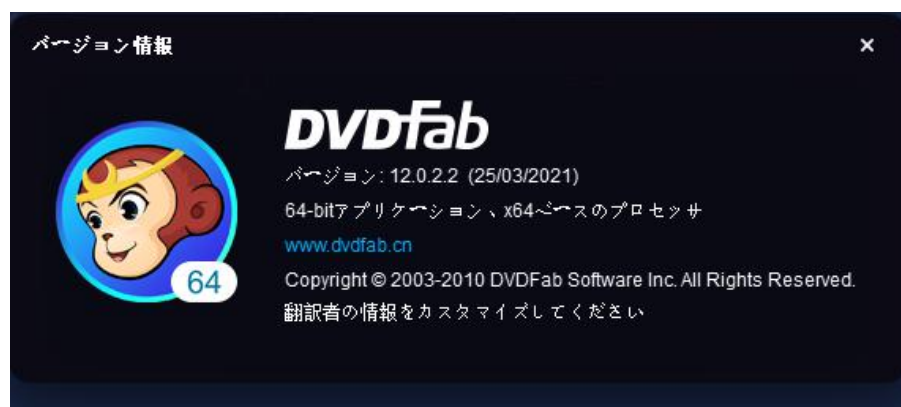 バージョン情報
×
64
DVDFab
バージョン: 12.0.2.2 (25/03/2021)
64-bitアプリケーション、x64ベースのプロセッサ
www.dvdfab.cn
Copyright © 2003-2010 DVDFab Software Inc. All Rights Reserved.
翻訳者の情報をカスタマイズしてください